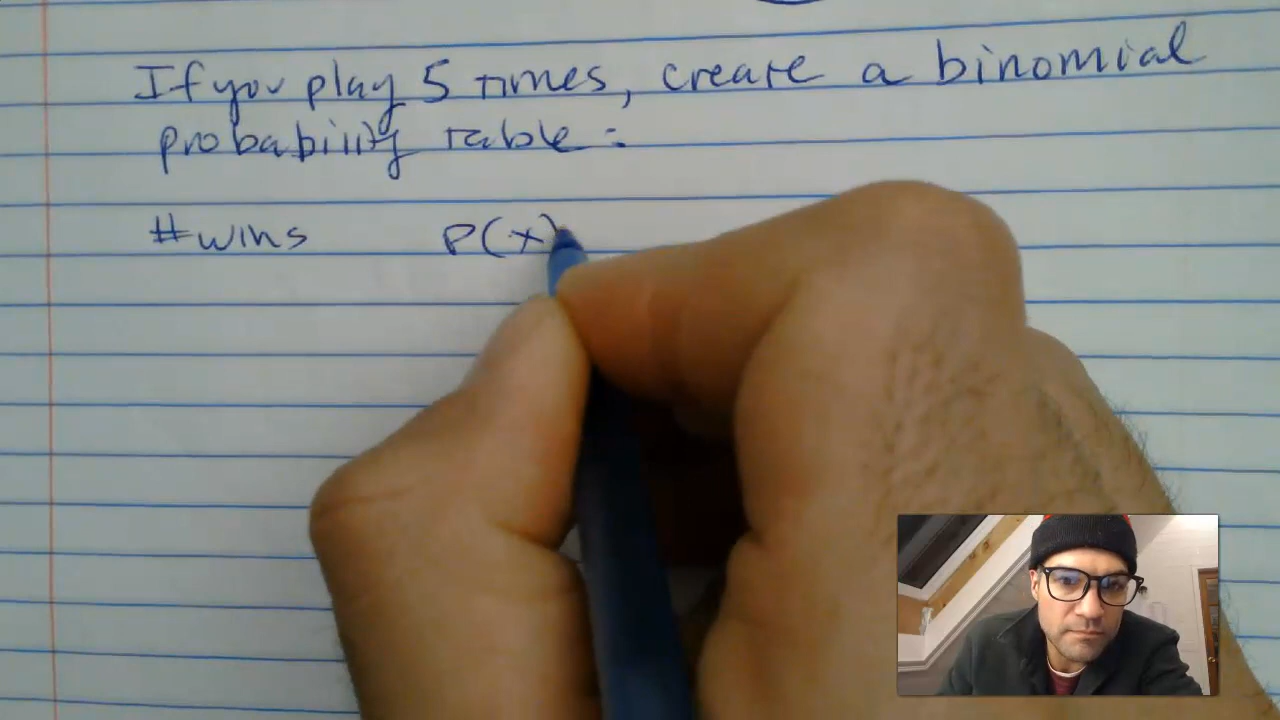 If you play 5 times, create a binomial
probability table:
#wins P(x)